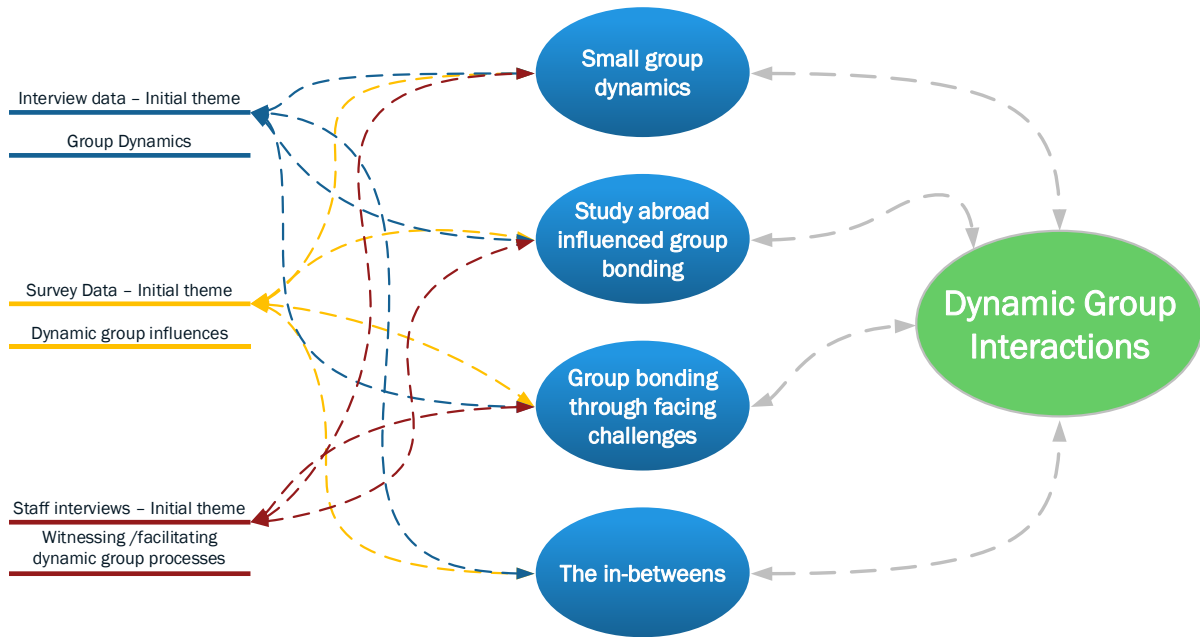 Interview data – Initial theme
Group Dynamics
Survey Data – Initial theme
Dynamic group influences
Staff interviews – Initial theme
Witnessing /facilitating
dynamic group processes
Small group
dynamics
Study abroad
influenced group
bonding
Group bonding
through facing
challenges
The in-betweens
Dynamic Group
Interactions